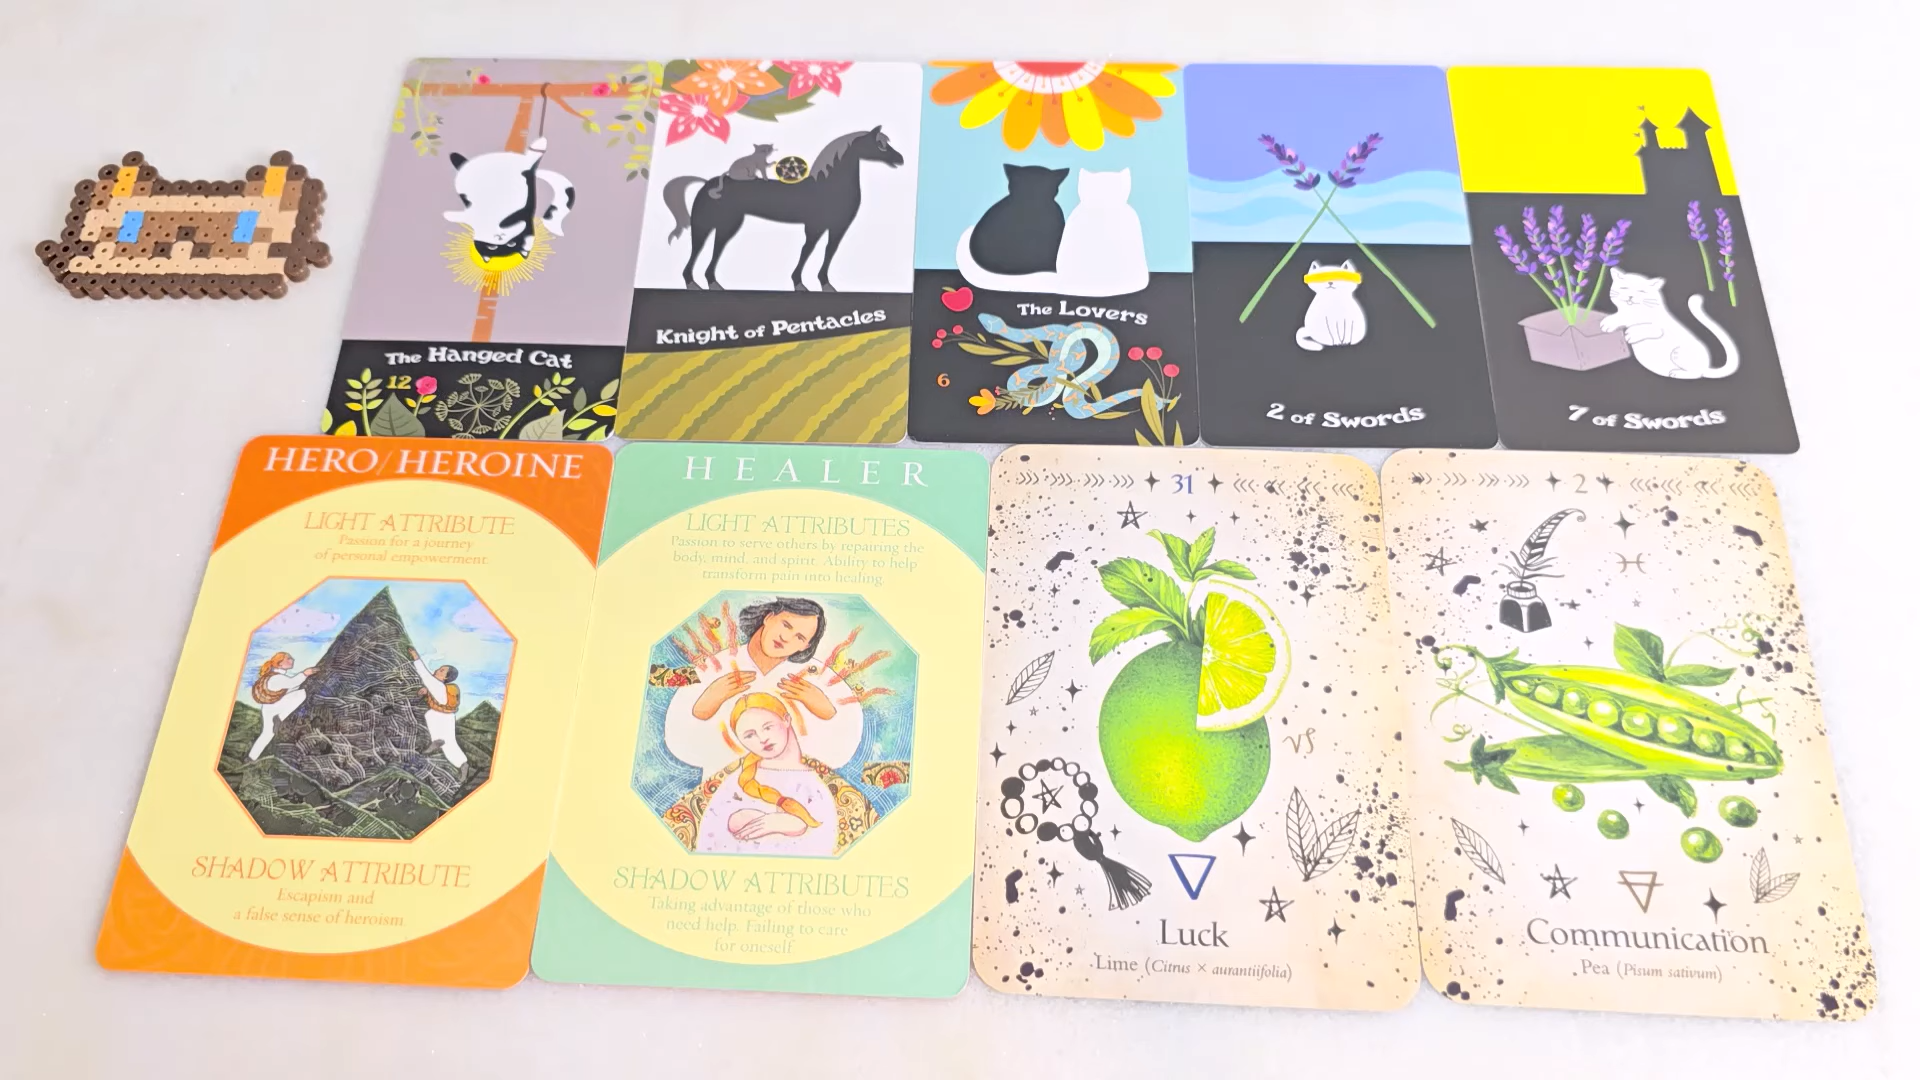 The Hanged Cat
12
Knight of Pentacles
The Lovers
6
2 of Swords
7 of Swords
HERO/HEROINE
LIGHT ATTRIBUTE
Passion for a journey
of personal empowerment
SHADOW ATTRIBUTE
Escapism and
a false sense of heroism
HEALER
LIGHT ATTRIBUTES
Passion to serve others by repairing the
body, mind, and spirit. Ability to help
transform pain into healing
SHADOW ATTRIBUTES
Taking advantage of those who
need help. Failing to care
for oneself
31
Luck
Lime (Citrus × aurantiifolia)
2
Communication
Pea (Pisum sativum)